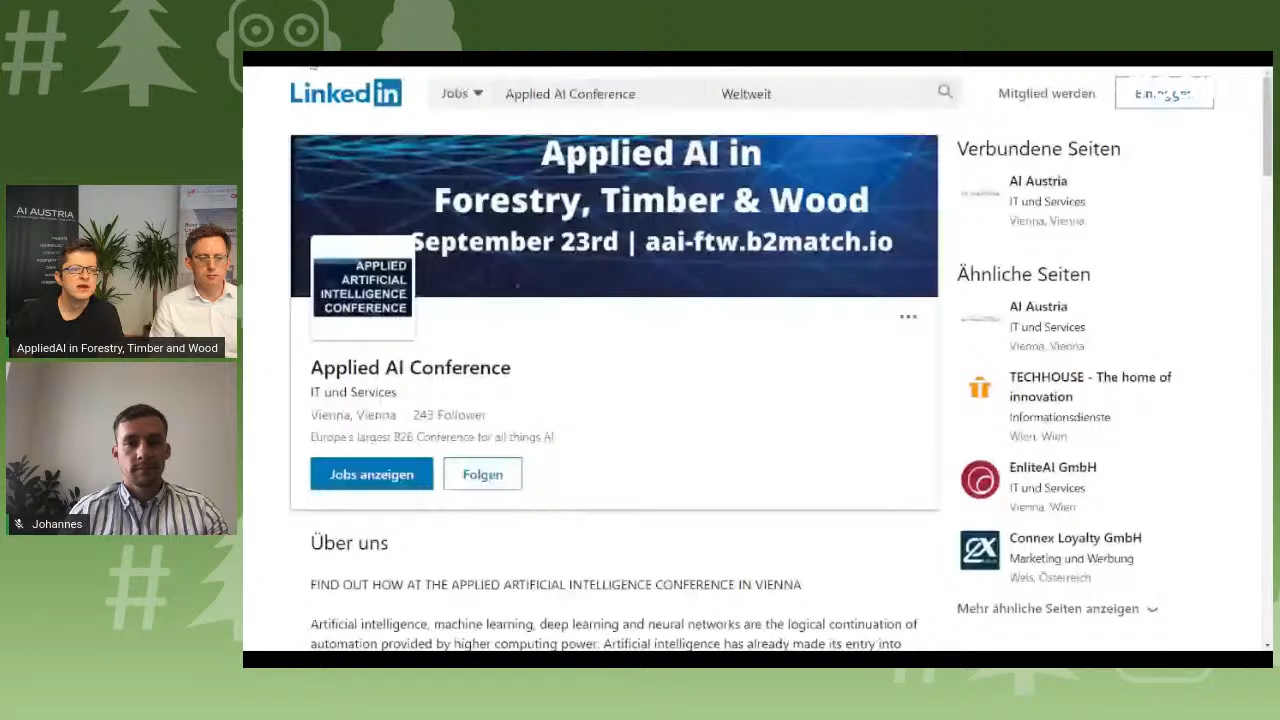 LinkedIn
Jobs
Applied AI Conference
Weltweit
Mitglied werden
Applied AI in
Forestry, Timber & Wood
September 23rd | aai-ftw.b2match.io
APPLIED
ARTIFICIAL
INTELLIGENCE
CONFERENCE
Applied AI Conference
IT und Services
Vienna, Vienna 243 Follower
Europe's largest B2B Conference for all things AI
Jobs anzeigen
Folgen
Über uns
FIND OUT HOW AT THE APPLIED ARTIFICIAL INTELLIGENCE CONFERENCE IN VIENNA
Artificial intelligence, machine learning, deep learning and neural networks are the logical continuation of
automation provided by higher computing power. Artificial intelligence has already made its entry into
Verbundene Seiten
AI Austria
IT und Services
Vienna, Vienna
Ähnliche Seiten
AI Austria
IT und Services
Vienna, Vienna
TECHHOUSE - The home of
innovation
Informationsdienste
Wien, Wien
EnliteAI GmbH
IT und Services
Vienna, Wien
Connex Loyalty GmbH
Marketing und Werbung
Wels, Österreich
Mehr ähnliche Seiten anzeigen
AI AUSTRIA
AppliedAI in Forestry, Timber and Wood
Johannes